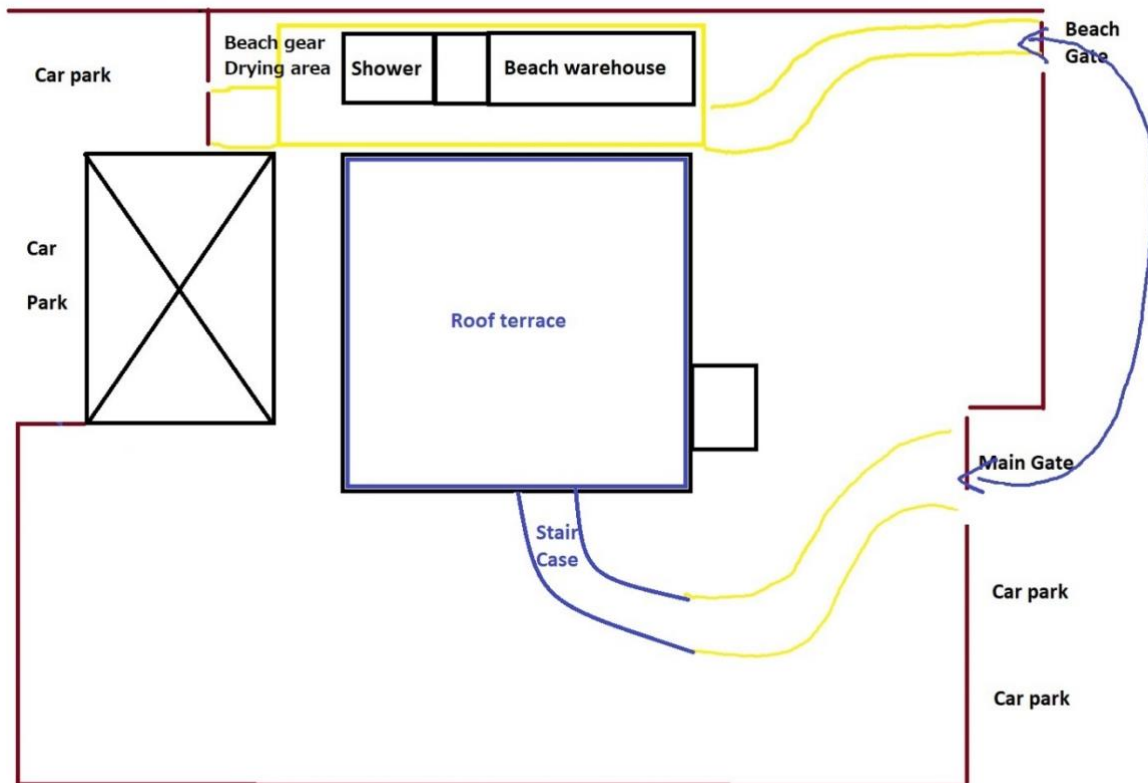 Beach gear
Drying area
Car park
Shower
Beach warehouse
Beach
Gate
Car
Park
Roof terrace
Main Gate
Stair
Case
Car park
Car park